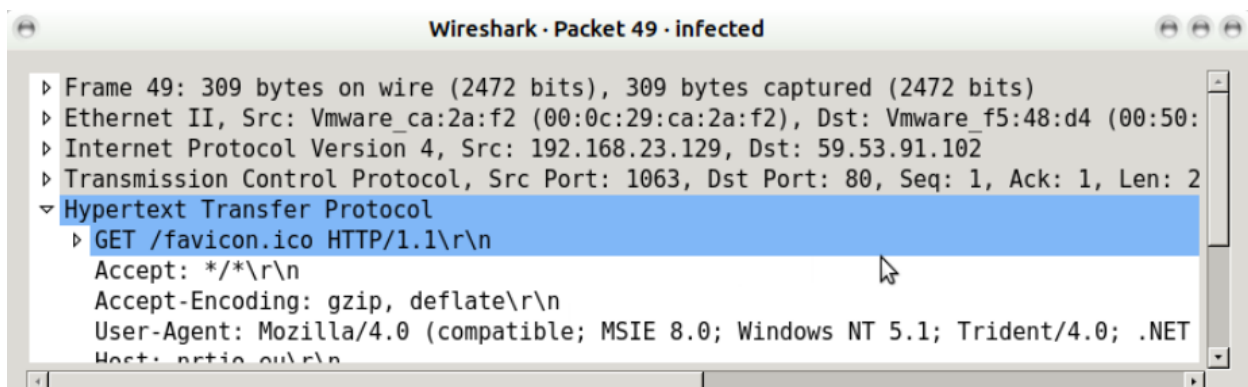 Wireshark · Packet 49 · infected
Frame 49: 309 bytes on wire (2472 bits), 309 bytes captured (2472 bits)
Ethernet II, Src: Vmware_ca:2a:f2 (00:0c:29:ca:2a:f2), Dst: Vmware_f5:48:d4 (00:50:
Internet Protocol Version 4, Src: 192.168.23.129, Dst: 59.53.91.102
Transmission Control Protocol, Src Port: 1063, Dst Port: 80, Seq: 1, Ack: 1, Len: 2
Hypertext Transfer Protocol
GET /favicon.ico HTTP/1.1\r\n
Accept: */*\r\n
Accept-Encoding: gzip, deflate\r\n
User-Agent: Mozilla/4.0 (compatible; MSIE 8.0; Windows NT 5.1; Trident/4.0; .NET
Host: